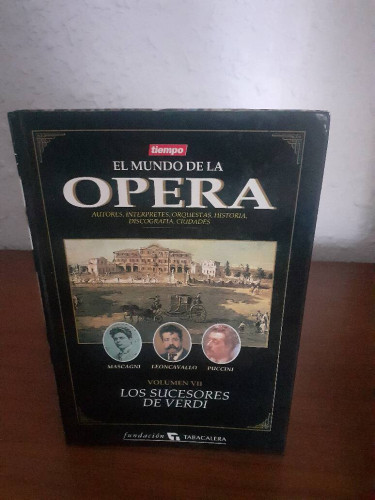 tiempo
EL MUNDO DE LA
OPERA
AUTORES, INTERPRETES, ORQUESTAS, HISTORIA,
DISCOGRAFIA, CIUDADES
MASCAGNI LEONCAVALLO PUCCINI
VOLUMEN VII
LOS SUCESORES
DE VERDI
fundación TABACALERA